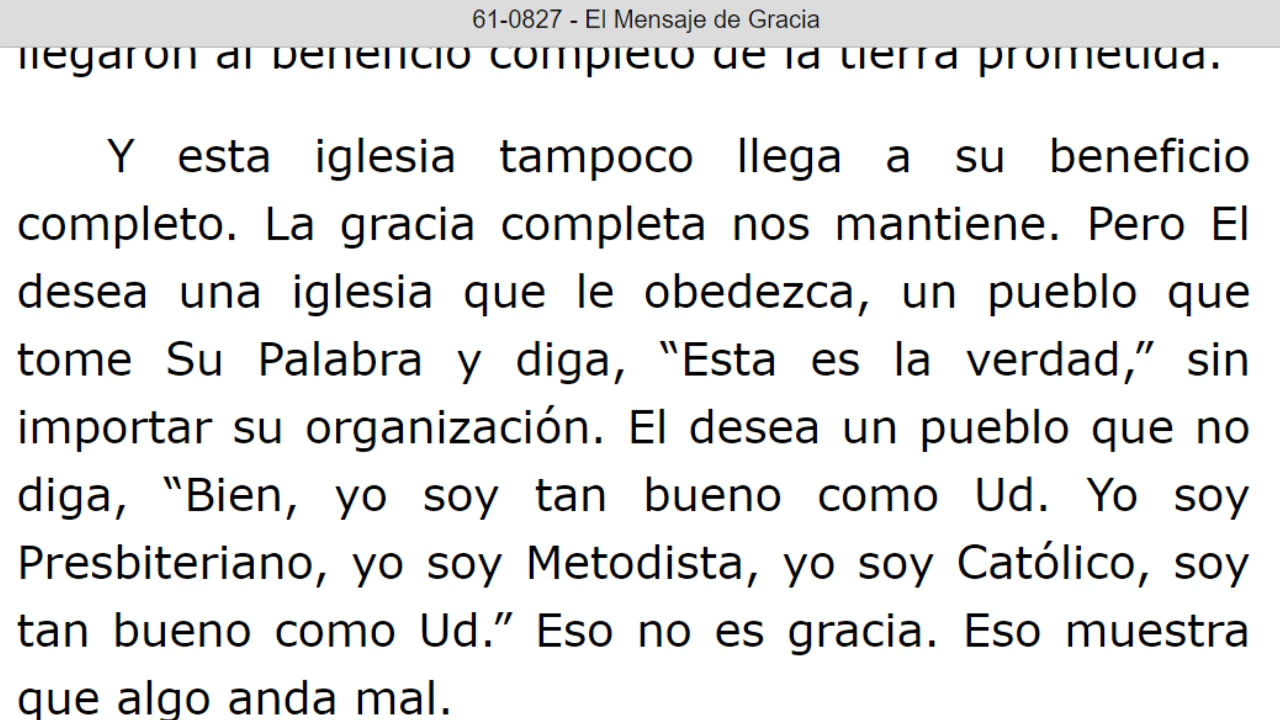 61-0827 - El Mensaje de Gracia
llegaron al beneficio completo de la tierra prometida.
Y esta iglesia tampoco llega a su beneficio
completo. La gracia completa nos mantiene. Pero El
desea una iglesia que le obedezca, un pueblo que
tome Su Palabra y diga, “Esta es la verdad,” sin
importar su organización. El desea un pueblo que no
diga, “Bien, yo soy tan bueno como Ud. Yo soy
Presbiteriano, yo soy Metodista, yo soy Católico, soy
tan bueno como Ud.” Eso no es gracia. Eso muestra
que algo anda mal.